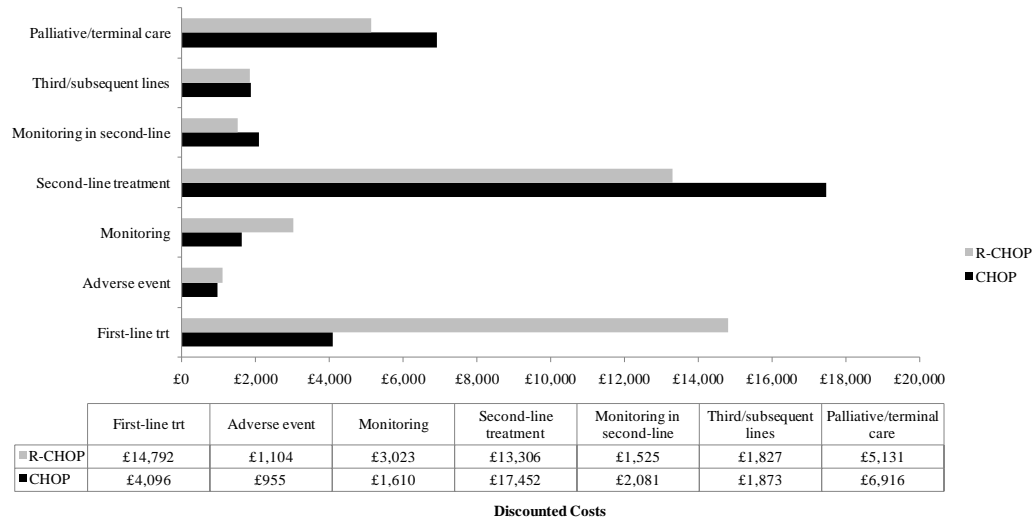 Palliative/terminal care
Third/subsequent lines
Monitoring in second-line
Second-line treatment
Monitoring
Adverse event
First-line trt
R-CHOP
CHOP
£0 £2,000 £4,000 £6,000 £8,000 £10,000 £12,000 £14,000 £16,000 £18,000 £20,000
First-line trt Adverse event Monitoring Second-line treatment Monitoring in second-line Third/subsequent lines Palliative/terminal care
R-CHOP £14,792 £1,104 £3,023 £13,306 £1,525 £1,827 £5,131
CHOP £4,096 £955 £1,610 £17,452 £2,081 £1,873 £6,916
Discounted Costs